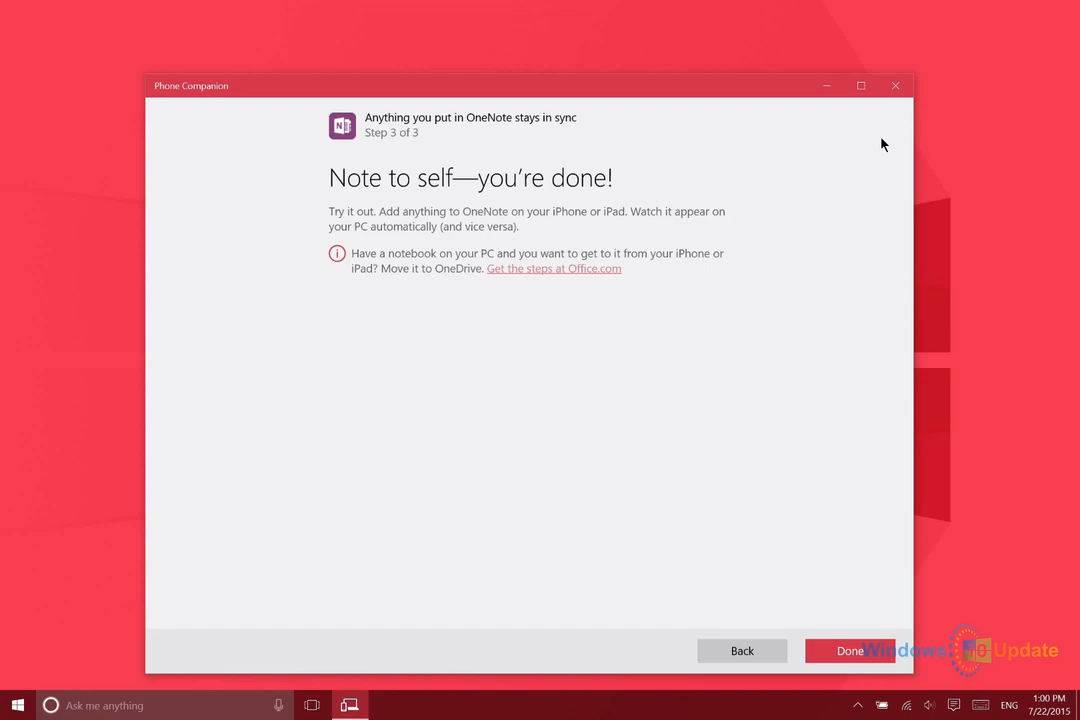 Phone Companion
Anything you put in OneNote stays in sync
Step 3 of 3
Note to self—you're done!
Try it out. Add anything to OneNote on your iPhone or iPad. Watch it appear on
your PC automatically (and vice versa).
Have a notebook on your PC and you want to get to it from your iPhone or
iPad? Move it to OneDrive. Get the steps at Office.com
Back
Done
Windows 10 Update
Ask me anything
ENG
1:00 PM
7/22/2015